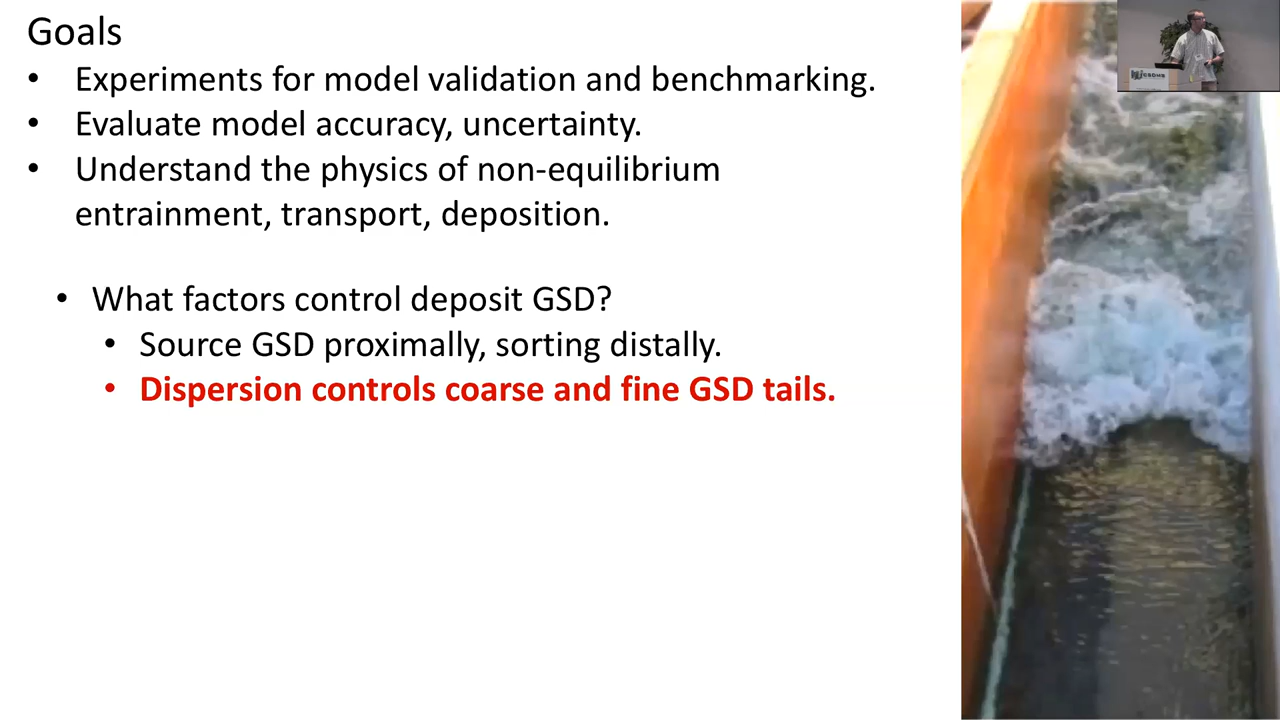 Goals
• Experiments for model validation and benchmarking.
• Evaluate model accuracy, uncertainty.
• Understand the physics of non-equilibrium
entrainment, transport, deposition.
• What factors control deposit GSD?
• Source GSD proximally, sorting distally.
• Dispersion controls coarse and fine GSD tails.